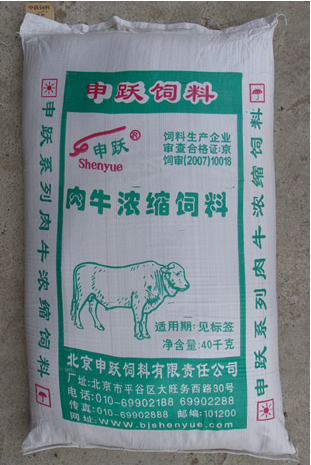 申跃饲料
申跃®
Shenyue
饲料生产企业
审查合格证:京
饲审(2007)10018
肉牛浓缩饲料
适用期:见标签
净含量:40千克
北京申跃饲料有限责任公司
厂址:北京市平谷区大旺务西路30号
电话:010-69902188 69902288
传真:010-69902888 邮编:101200
网址:www.bjshenyue.com
申跃系列肉牛浓缩饲料
申跃系列肉牛浓缩饲料